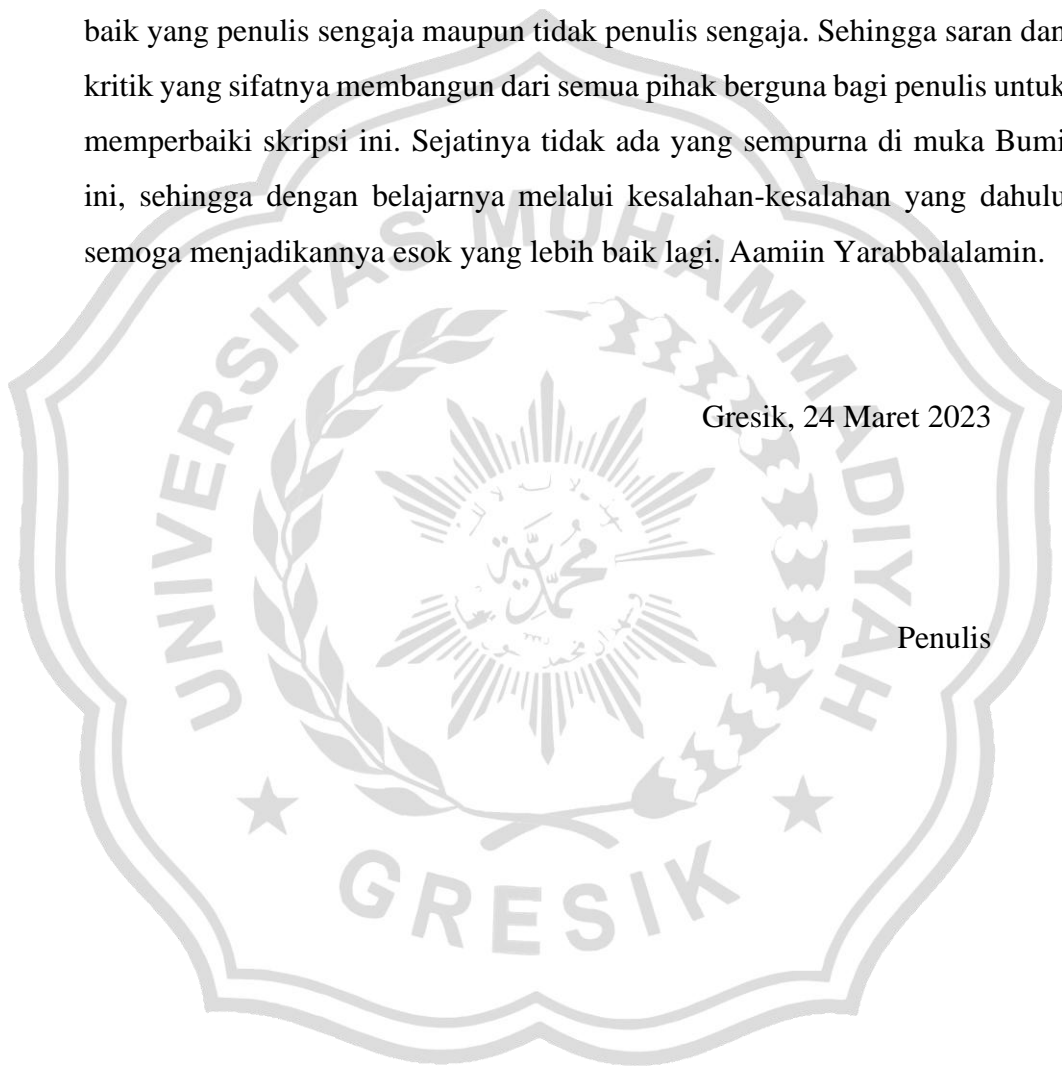 baik yang penulis sengaja maupun tidak penulis sengaja. Sehingga saran dan
kritik yang sifatnya membangun dari semua pihak berguna bagi penulis untuk
memperbaiki skripsi ini. Sejatinya tidak ada yang sempurna di muka Bumi
ini, sehingga dengan belajarnya melalui kesalahan-kesalahan yang dahulu
semoga menjadikannya esok yang lebih baik lagi. Aamiin Yarabbalalamin.
UNIVERSITAS MUHAMMADIYAH
Gresik, 24 Maret 2023
محمدية
Penulis
GRESIK